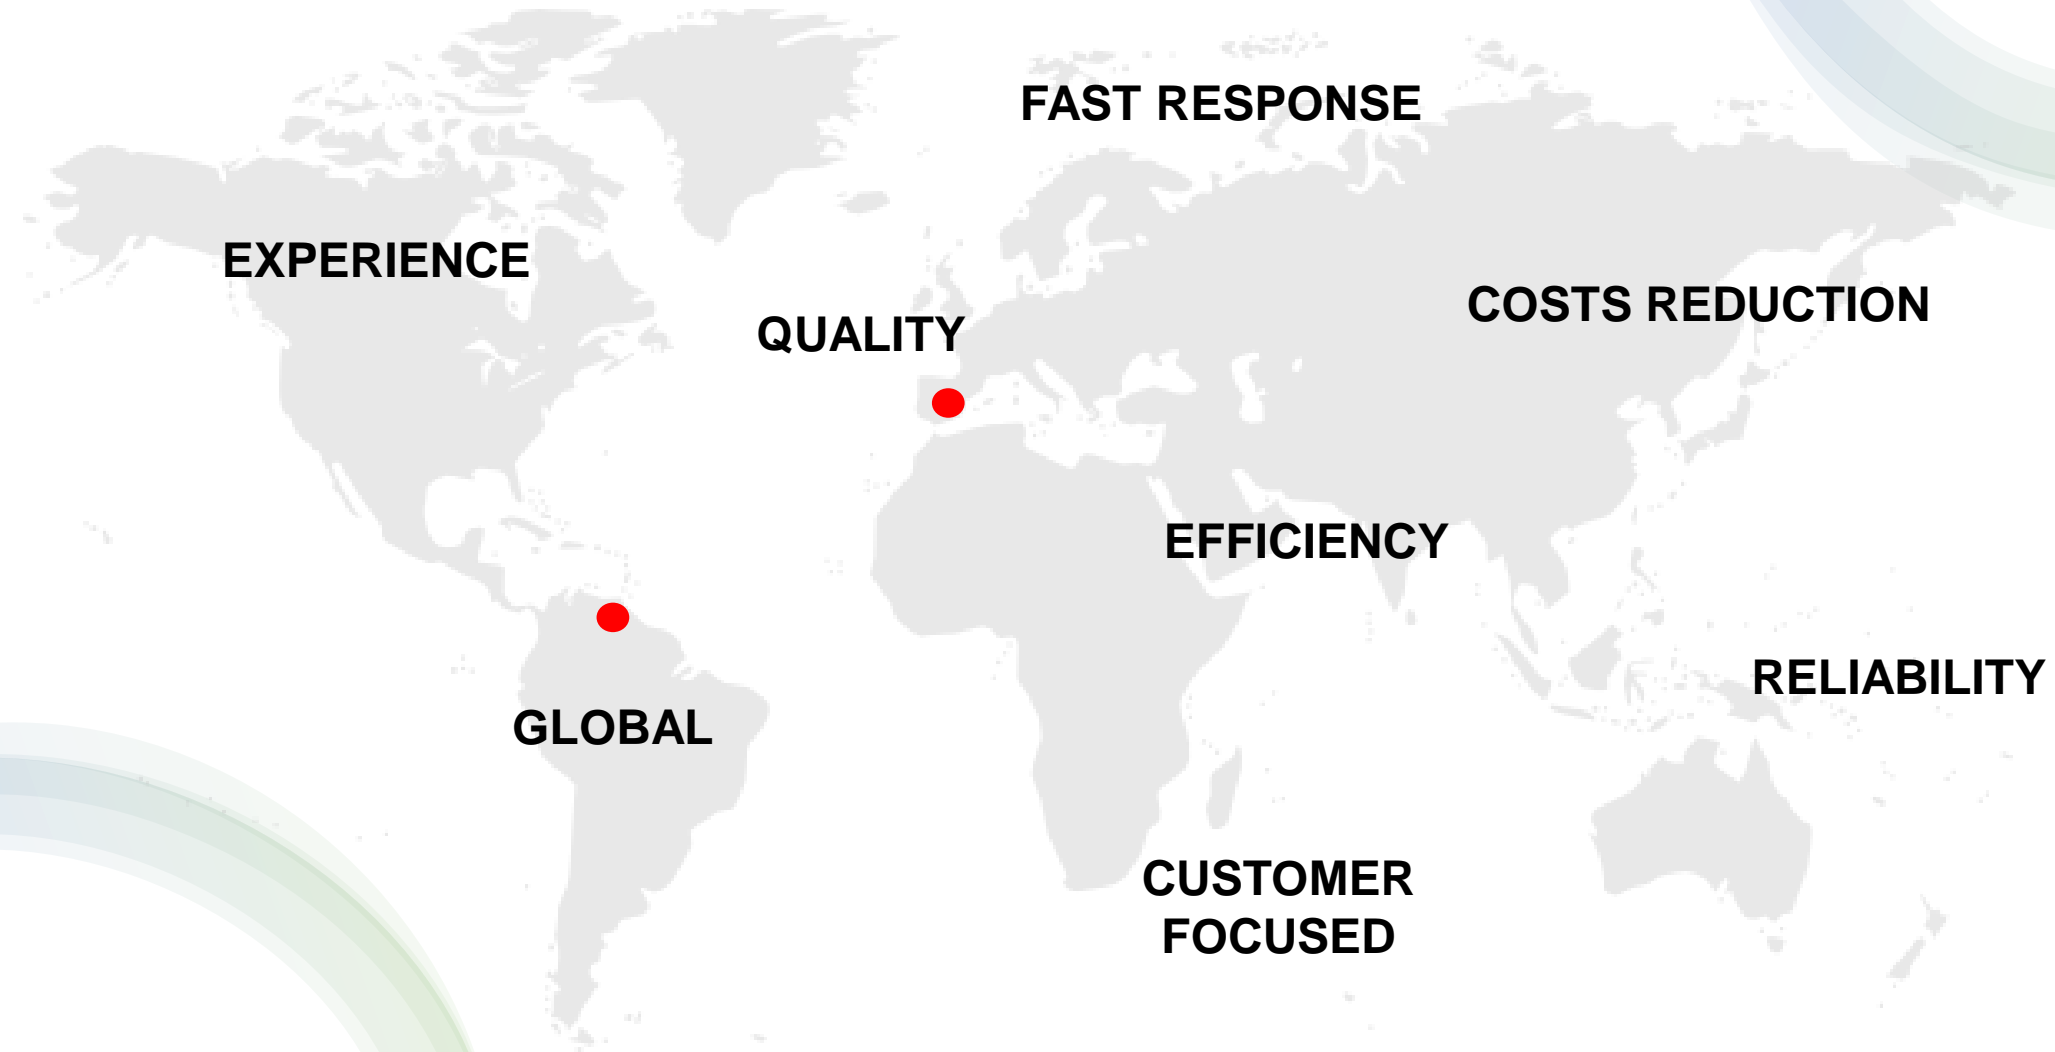 FAST RESPONSE
EXPERIENCE
COSTS REDUCTION
QUALITY
EFFICIENCY
RELIABILITY
GLOBAL
CUSTOMER
FOCUSED